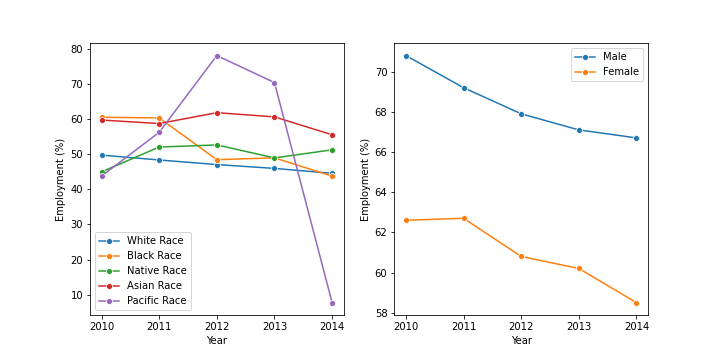 80
70
60
50
40
30
20
10
Employment (%)
White Race
Black Race
Native Race
Asian Race
Pacific Race
2010 2011 2012 2013 2014
Year
70
68
66
64
62
60
58
Employment (%)
Male
Female
2010 2011 2012 2013 2014
Year